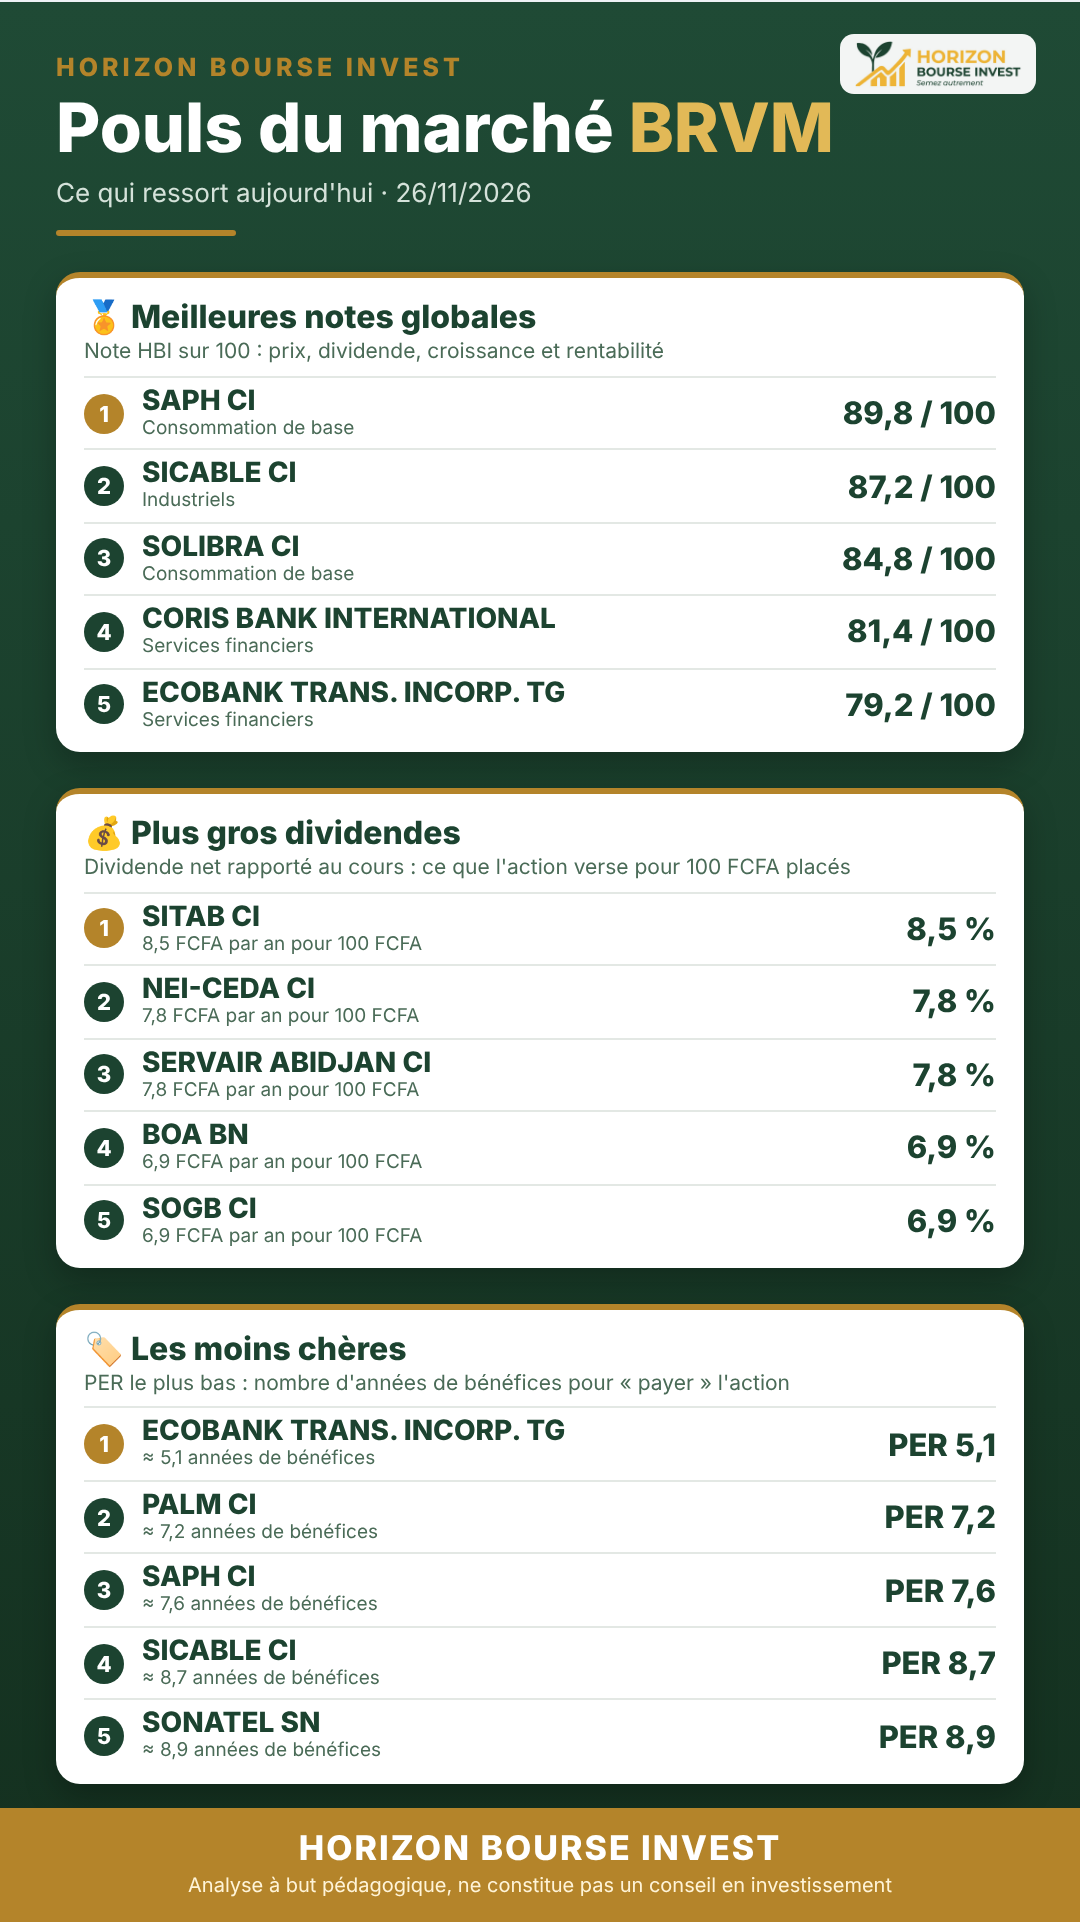 HORIZON BOURSE INVEST
HORIZON
BOURSE INVEST
Semez autrement
Pouls du marché BRVM
Ce qui ressort aujourd'hui · 26/11/2026
🏅 Meilleures notes globales
Note HBI sur 100 : prix, dividende, croissance et rentabilité
1 SAPH CI 89,8 / 100
Consommation de base
2 SICABLE CI 87,2 / 100
Industriels
3 SOLIBRA CI 84,8 / 100
Consommation de base
4 CORIS BANK INTERNATIONAL 81,4 / 100
Services financiers
5 ECOBANK TRANS. INCORP. TG 79,2 / 100
Services financiers
💰 Plus gros dividendes
Dividende net rapporté au cours : ce que l'action verse pour 100 FCFA placés
1 SITAB CI 8,5 %
8,5 FCFA par an pour 100 FCFA
2 NEI-CEDA CI 7,8 %
7,8 FCFA par an pour 100 FCFA
3 SERVAIR ABIDJAN CI 7,8 %
7,8 FCFA par an pour 100 FCFA
4 BOA BN 6,9 %
6,9 FCFA par an pour 100 FCFA
5 SOGB CI 6,9 %
6,9 FCFA par an pour 100 FCFA
🏷️ Les moins chères
PER le plus bas : nombre d'années de bénéfices pour « payer » l'action
1 ECOBANK TRANS. INCORP. TG PER 5,1
≈ 5,1 années de bénéfices
2 PALM CI PER 7,2
≈ 7,2 années de bénéfices
3 SAPH CI PER 7,6
≈ 7,6 années de bénéfices
4 SICABLE CI PER 8,7
≈ 8,7 années de bénéfices
5 SONATEL SN PER 8,9
≈ 8,9 années de bénéfices
HORIZON BOURSE INVEST
Analyse à but pédagogique, ne constitue pas un conseil en investissement